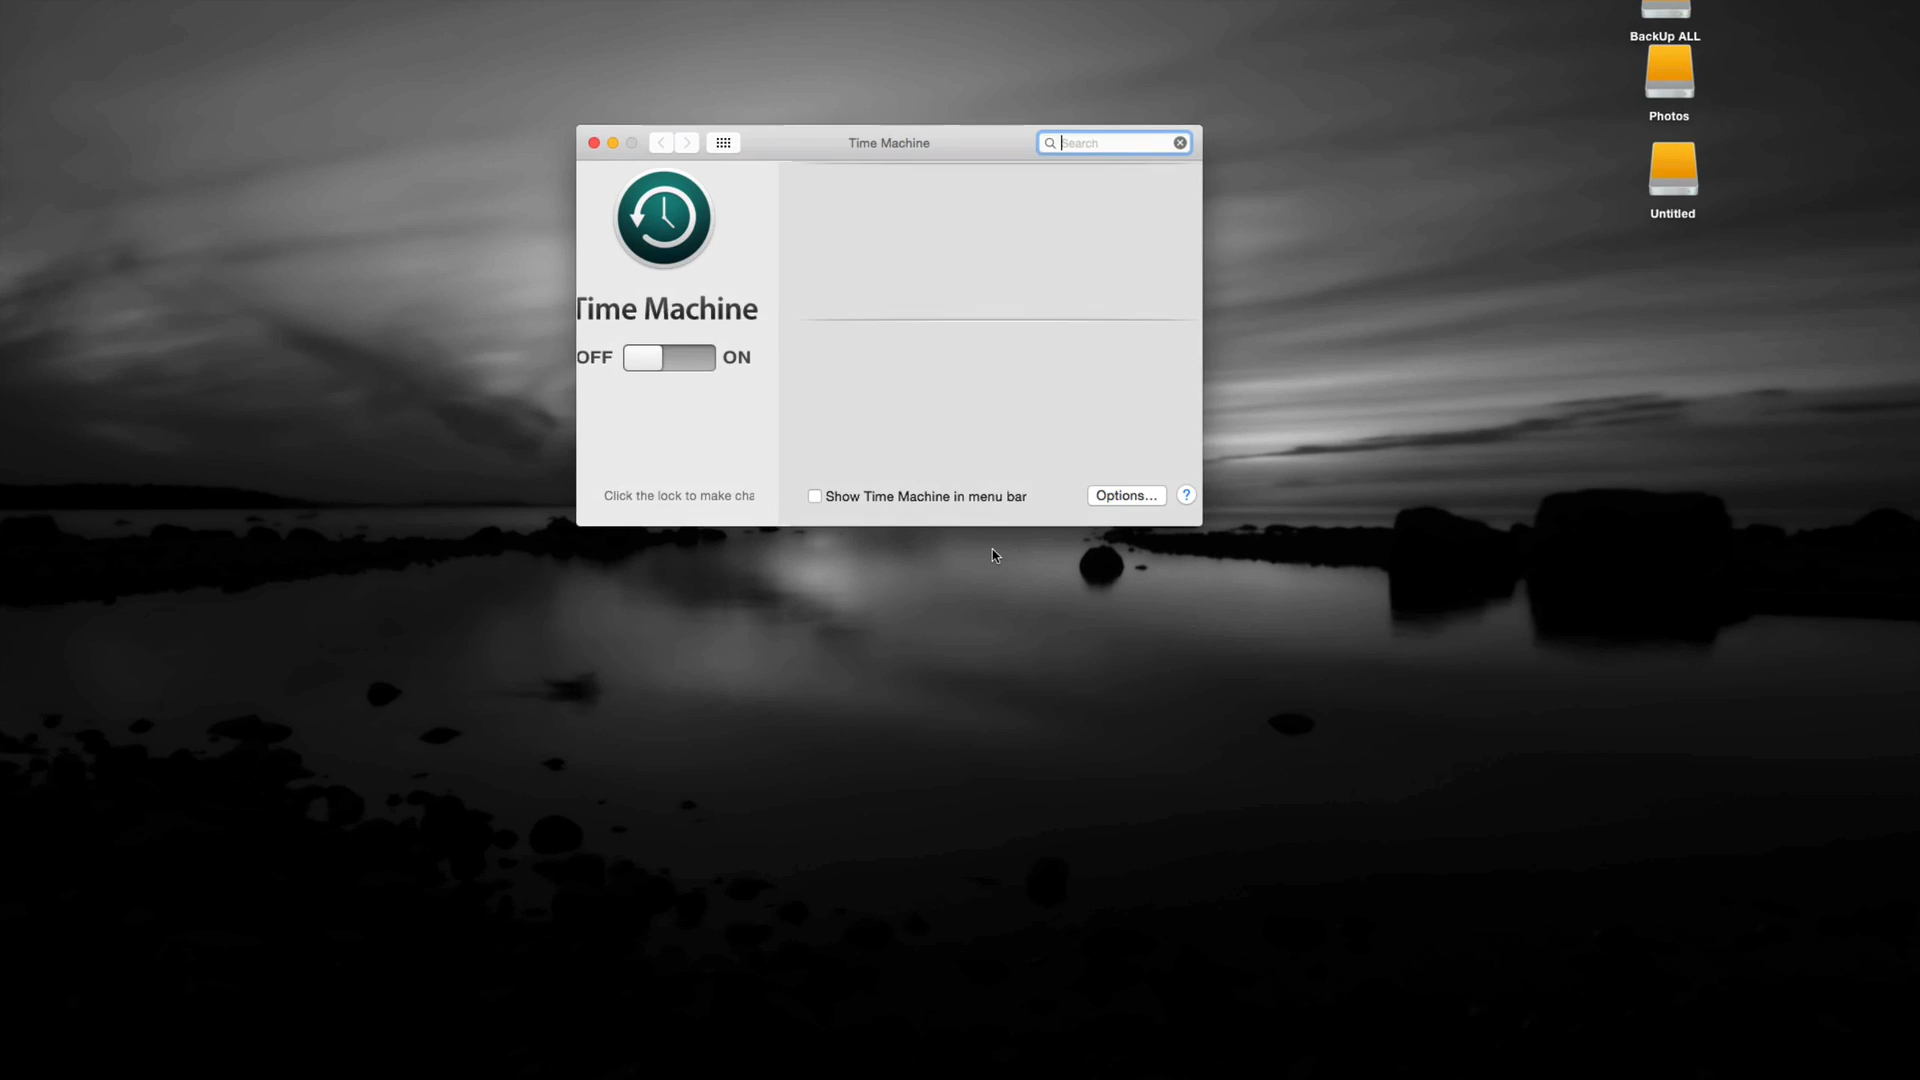 BackUp ALL
Photos
Untitled
Time Machine
Search
Time Machine
OFF ON
Click the lock to make cha
Show Time Machine in menu bar
Options...
?